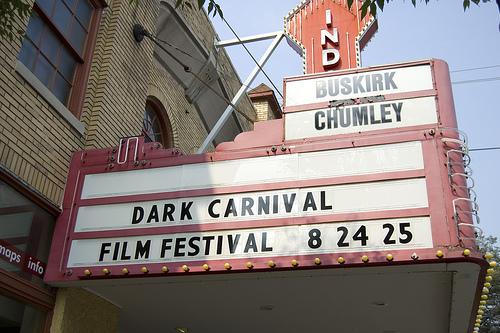 IND
BUSKIRK
CHUMLEY
DARK CARNIVAL
FILM FESTIVAL 8 24 25
maps info